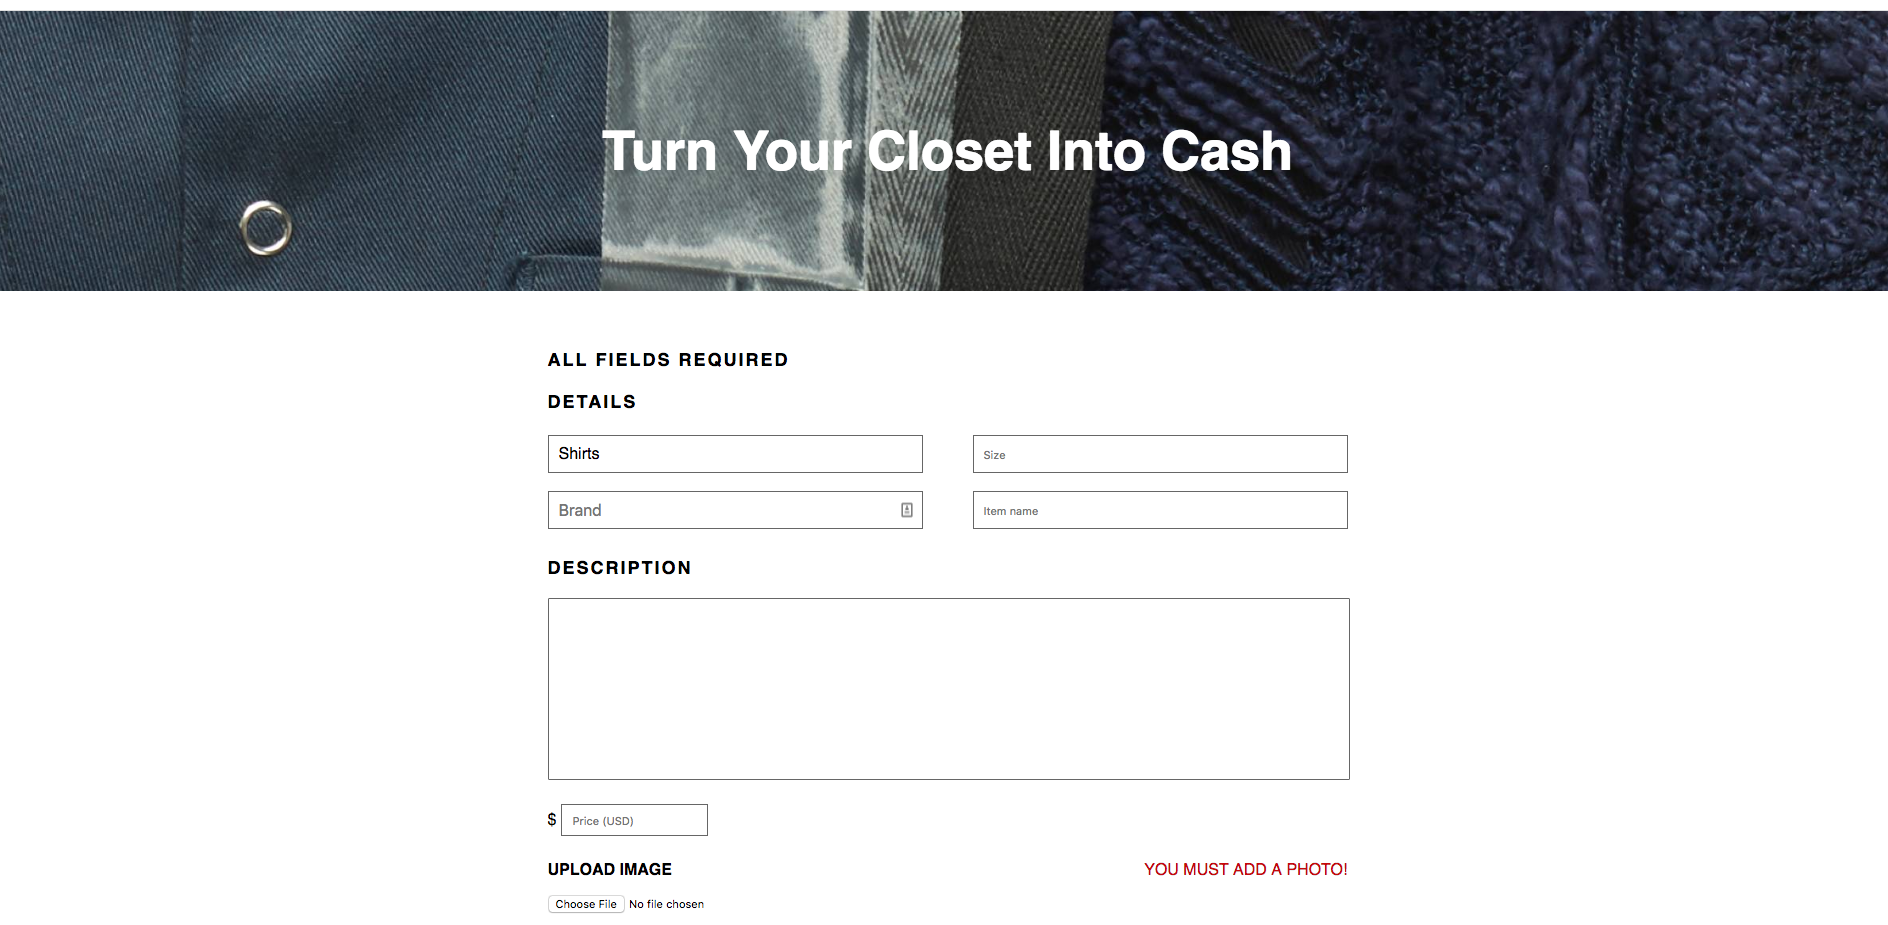 Turn Your Closet Into Cash
ALL FIELDS REQUIRED
DETAILS
Shirts
Size
Brand
Item name
DESCRIPTION
$ Price (USD)
UPLOAD IMAGE
YOU MUST ADD A PHOTO!
Choose File No file chosen